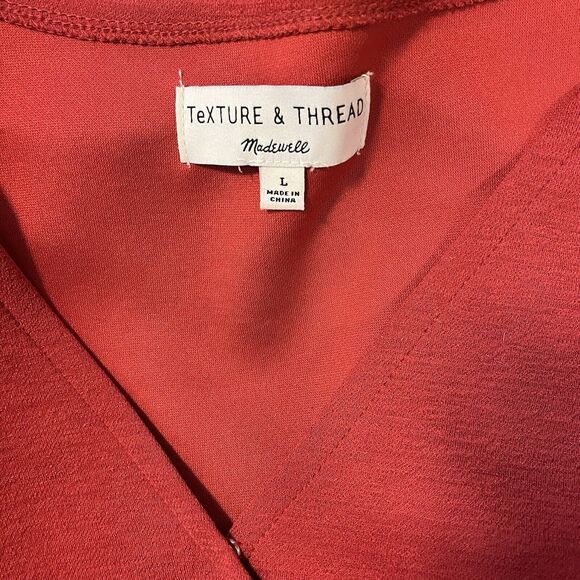 TeXTURE & THREAD
Madewell
L
MADE IN
CHINA